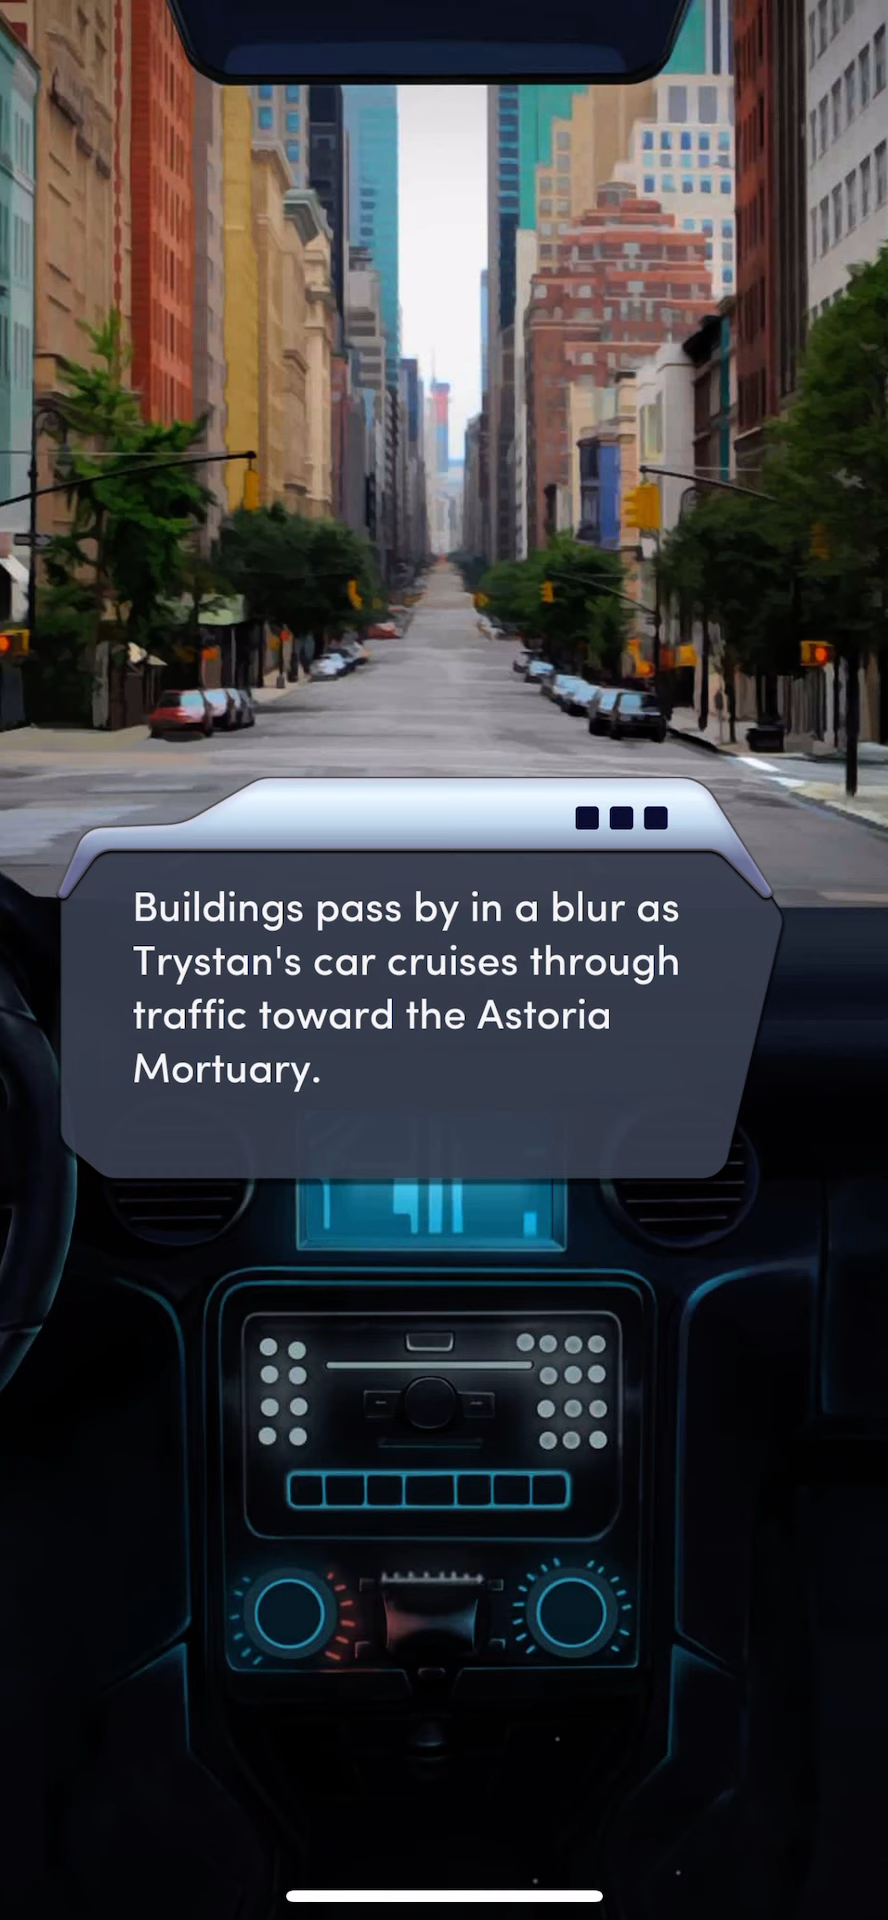 Buildings pass by in a blur as
Trystan's car cruises through
traffic toward the Astoria
Mortuary.